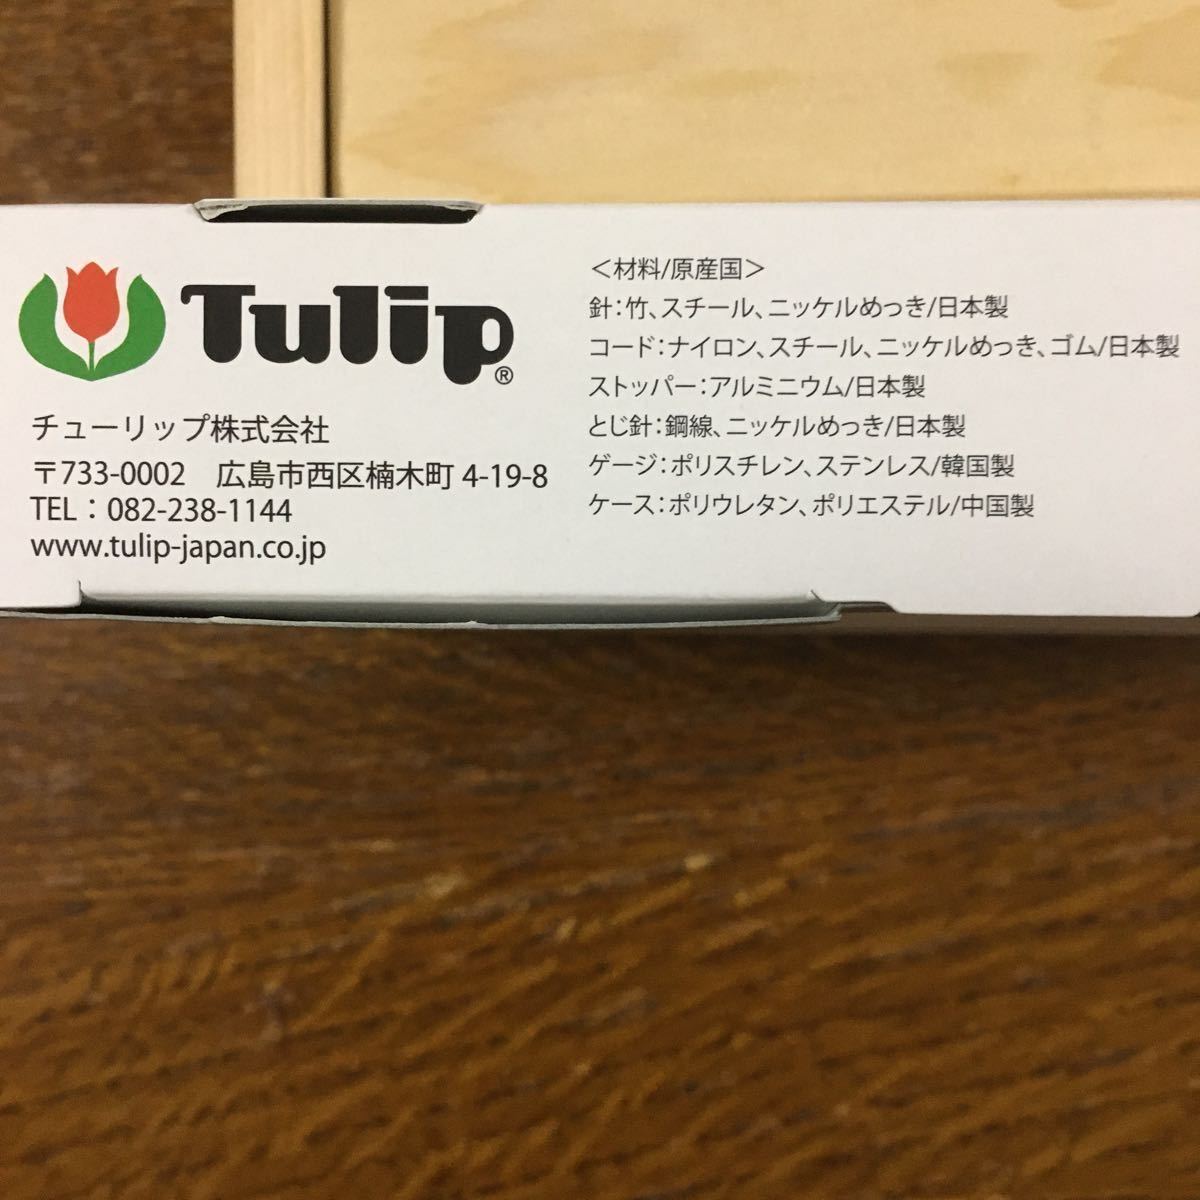 Tulip®
チューリップ株式会社
〒733-0002　広島市西区楠木町 4-19-8
TEL：082-238-1144
www.tulip-japan.co.jp
＜材料/原産国＞
針：竹、スチール、ニッケルめっき/日本製
コード：ナイロン、スチール、ニッケルめっき、ゴム/日本製
ストッパー：アルミニウム/日本製
とじ針：鋼線、ニッケルめっき/日本製
ゲージ：ポリスチレン、ステンレス/韓国製
ケース：ポリウレタン、ポリエステル/中国製